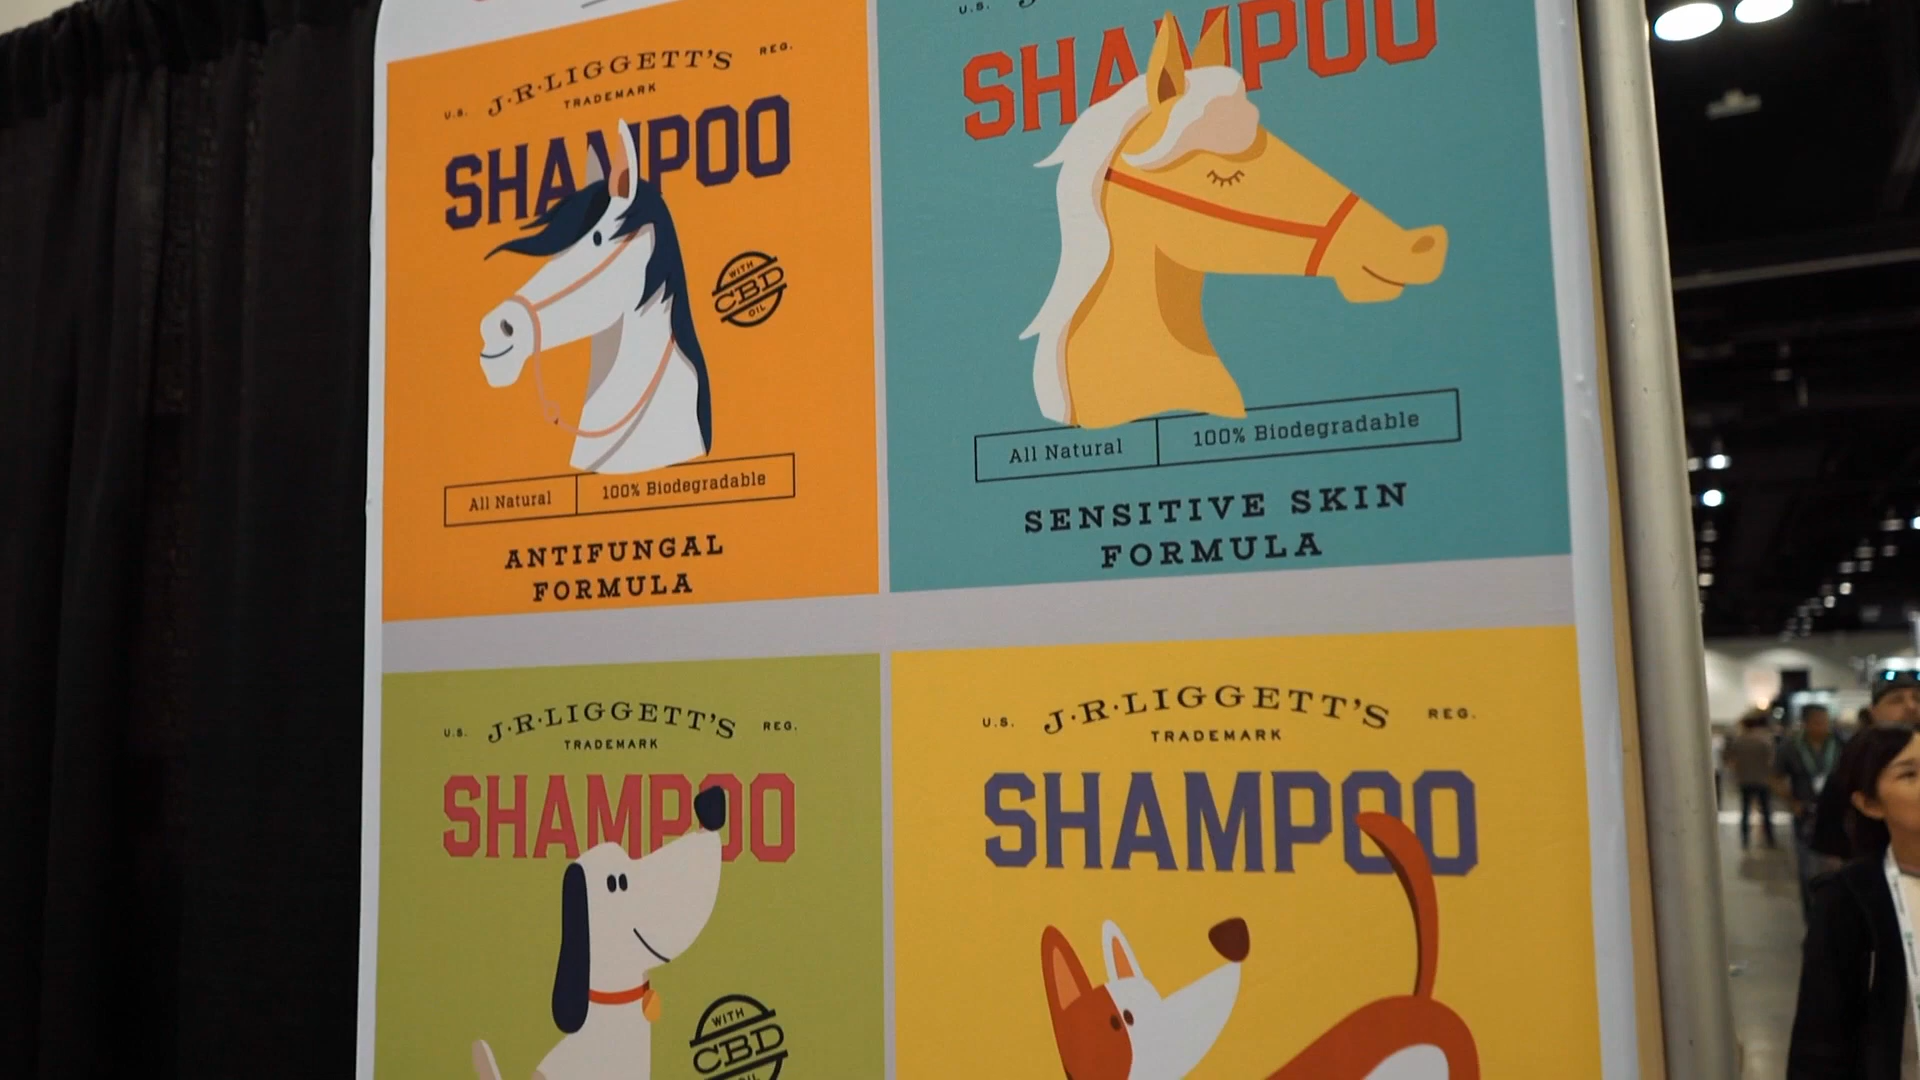 U.S. J·R·LIGGETT'S REG.
TRADEMARK
SHAMPOO
WITH
CBD
OIL
All Natural 100% Biodegradable
ANTIFUNGAL
FORMULA
U.S.
SHAMPOO
All Natural 100% Biodegradable
SENSITIVE SKIN
FORMULA
U.S. J·R·LIGGETT'S REG.
TRADEMARK
SHAMPOO
WITH
CBD
OIL
U.S. J·R·LIGGETT'S REG.
TRADEMARK
SHAMPOO